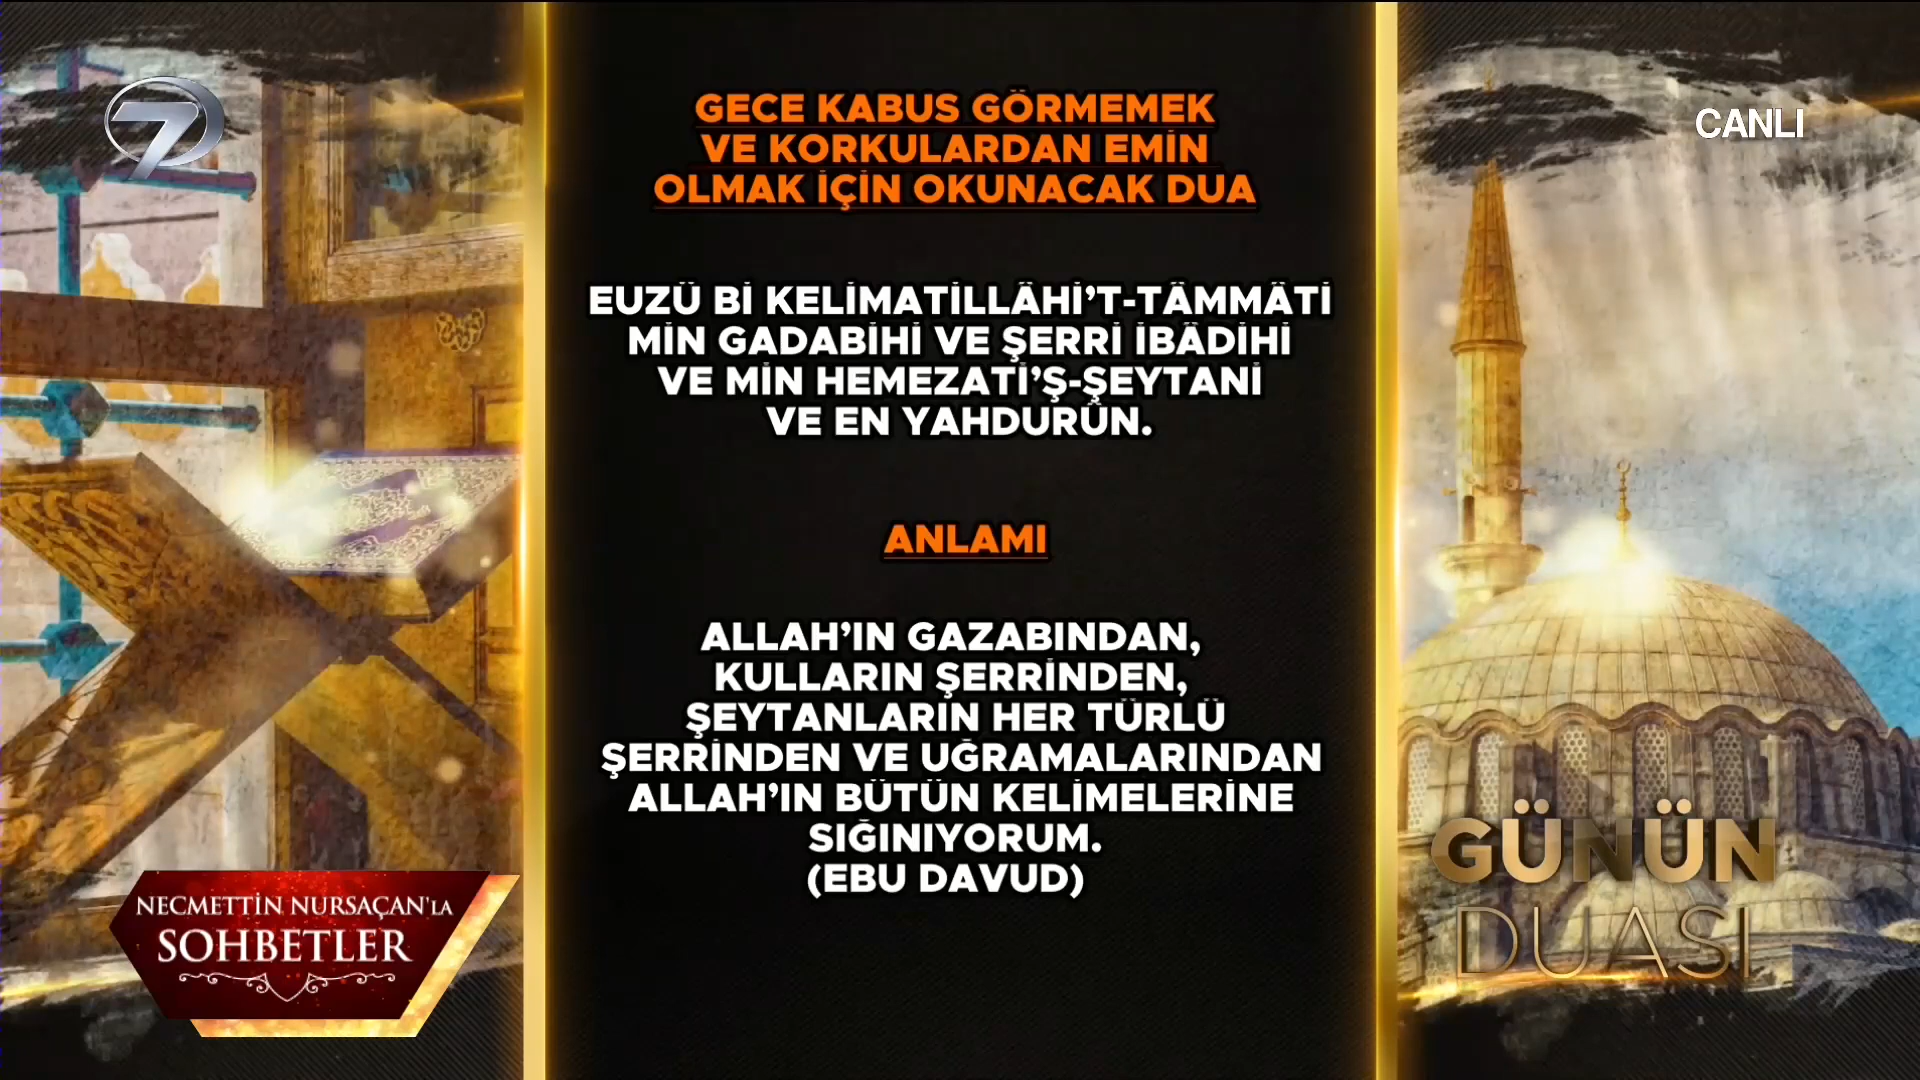 7
CANLI
GECE KABUS GÖRMEMEK
VE KORKULARDAN EMİN
OLMAK İÇİN OKUNACAK DUA
EUZÜ Bİ KELİMATİLLÂHİ’T-TÂMMÂTİ
MİN GADABİHİ VE ŞERRİ İBÂDİHİ
VE MİN HEMEZATİ’Ş-ŞEYTANİ
VE EN YAHDURÛN.
ANLAMI
ALLAH’IN GAZABINDAN,
KULLARIN ŞERRİNDEN,
ŞEYTANLARIN HER TÜRLÜ
ŞERRİNDEN VE UĞRAMALARINDAN
ALLAH’IN BÜTÜN KELİMELERİNE
SIĞINIYORUM.
(EBU DAVUD)
NECMETTİN NURSAÇAN'LA
SOHBETLER
GÜNÜN
DUASI